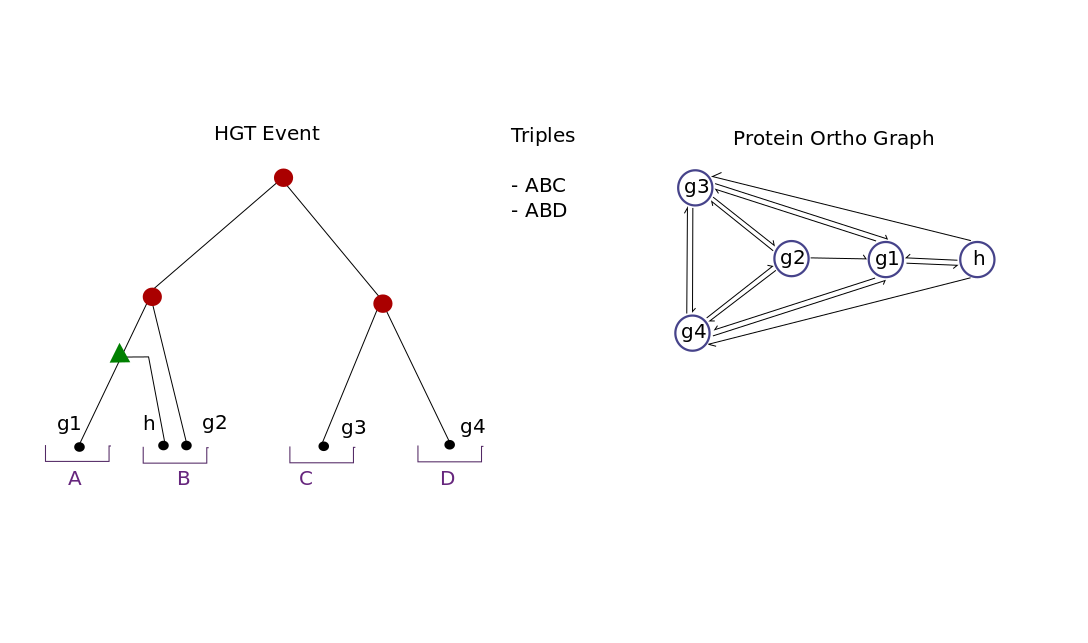 HGT Event
g1
h
g2
g3
g4
A
B
C
D
Triples
- ABC
- ABD
Protein Ortho Graph
g3
g2
g1
h
g4